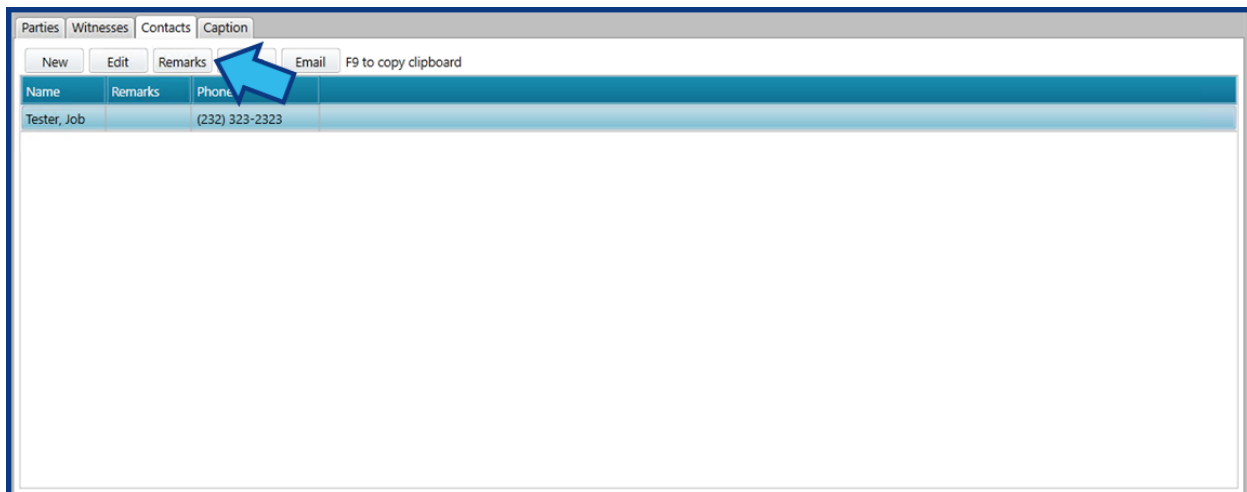 Parties Witnesses Contacts Caption
New Edit Remarks Email F9 to copy clipboard
Name Remarks Phone
Tester, Job (232) 323-2323